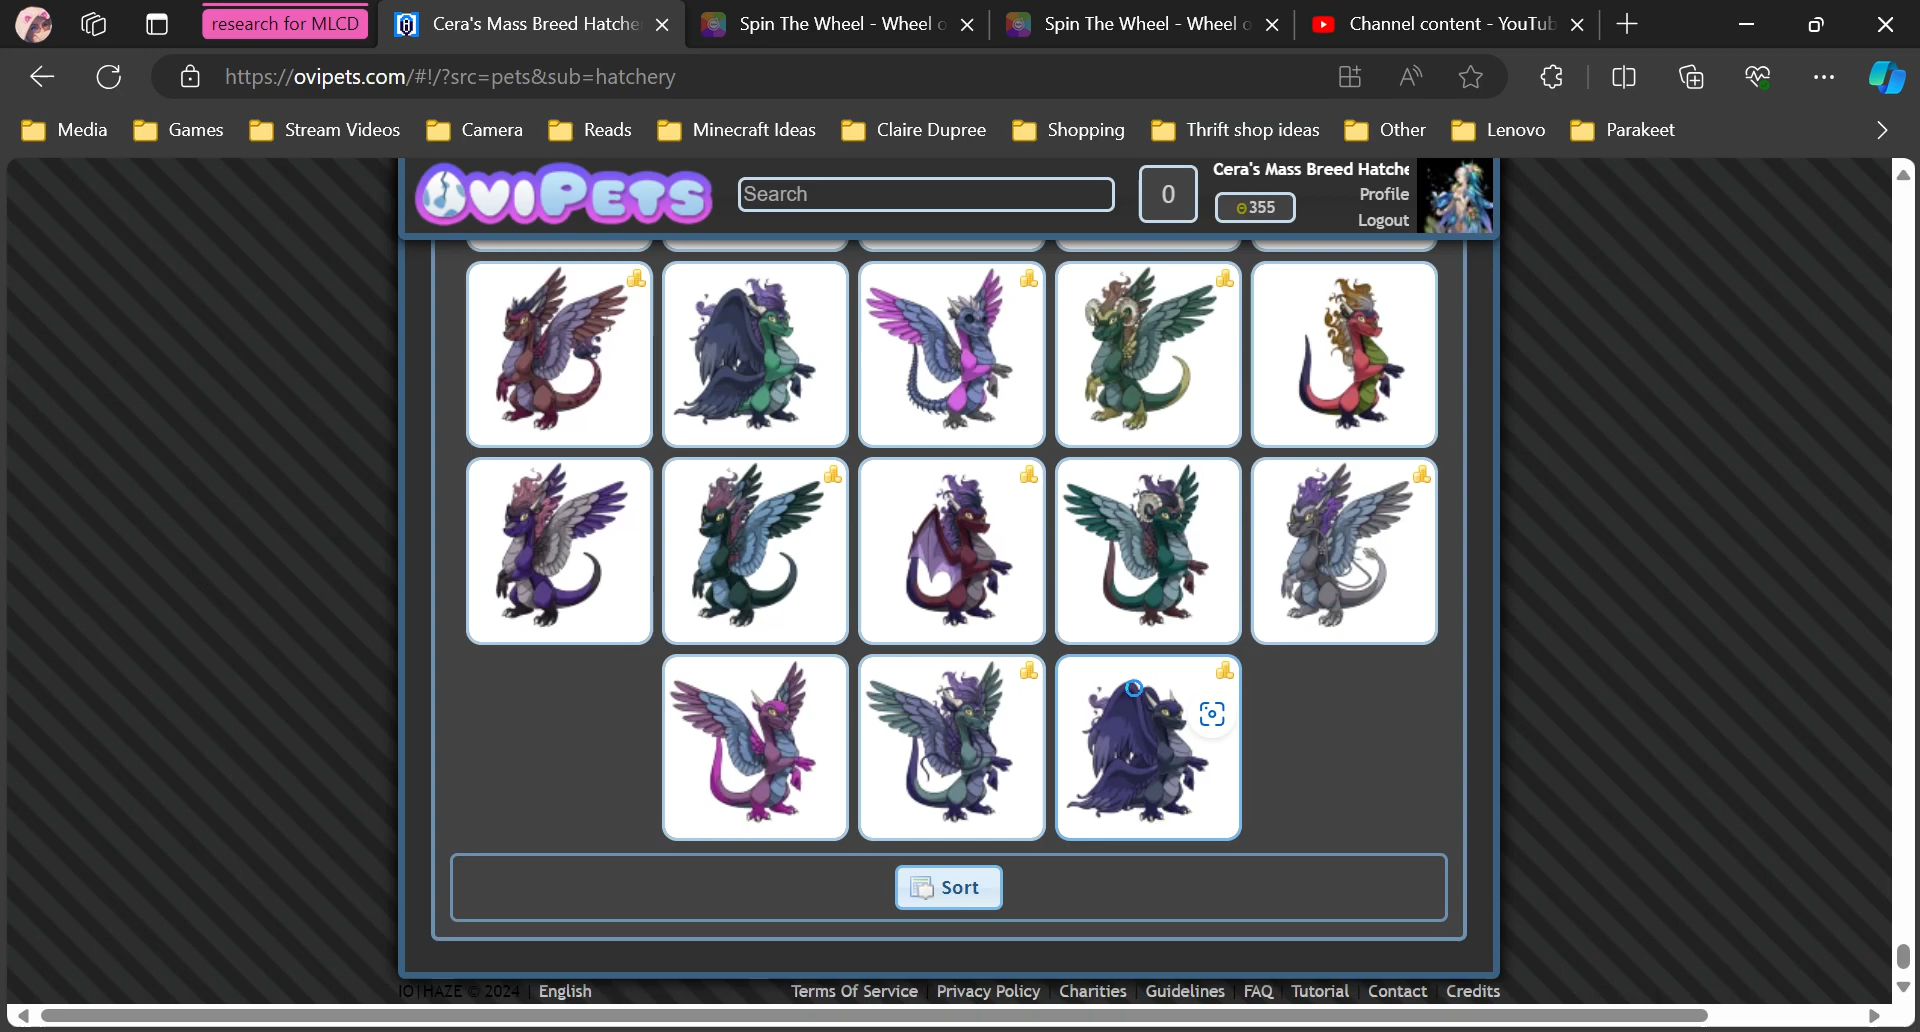 research for MLCD
Cera's Mass Breed Hatche
Spin The Wheel - Wheel o
Spin The Wheel - Wheel o
Channel content - YouTub
https://ovipets.com/#!/?src=pets&sub=hatchery
Media
Games
Stream Videos
Camera
Reads
Minecraft Ideas
Claire Dupree
Shopping
Thrift shop ideas
Other
Lenovo
Parakeet
OviPets
Search
0
Cera's Mass Breed Hatche
355
Profile
Logout
Sort
IO|HAZE © 2024
English
Terms Of Service
Privacy Policy
Charities
Guidelines
FAQ
Tutorial
Contact
Credits